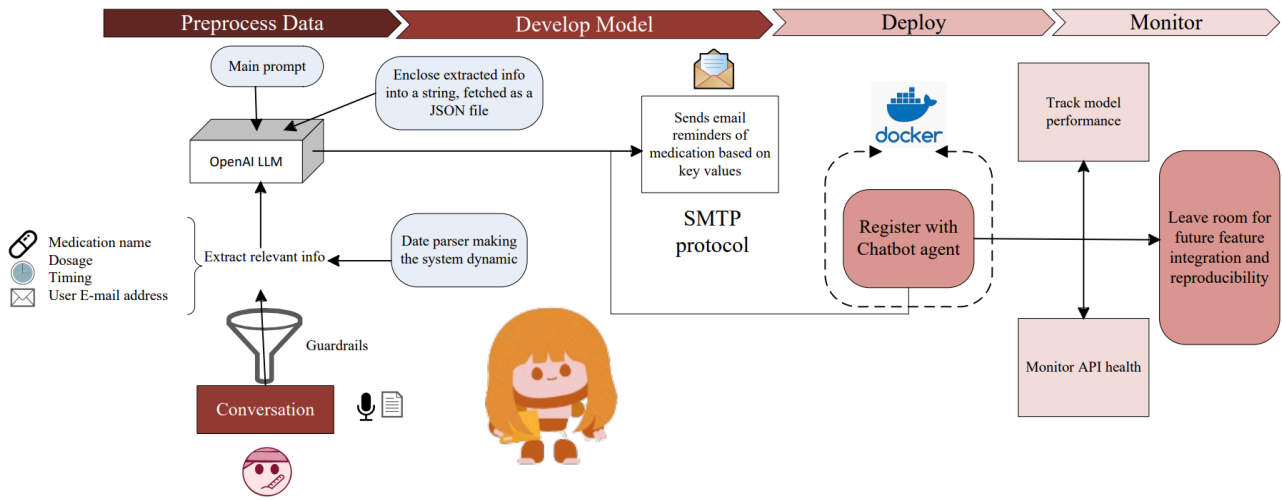 Preprocess Data
Develop Model
Deploy
Monitor
Main prompt
Enclose extracted info
into a string, fetched as a
JSON file
OpenAI LLM
Sends email
reminders of
medication based on
key values
SMTP
protocol
docker
Register with
Chatbot agent
Track model
performance
Leave room for
future feature
integration and
reproducibility
Monitor API health
Medication name
Dosage
Timing
User E-mail address
Extract relevant info
Date parser making
the system dynamic
Guardrails
Conversation